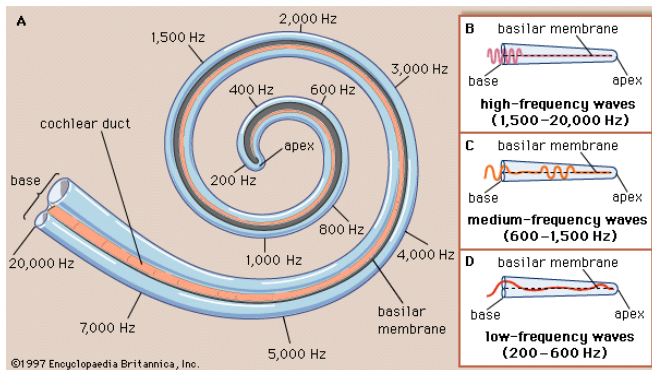 A
2,000 Hz
1,500 Hz
3,000 Hz
400 Hz
600 Hz
cochlear duct
apex
200 Hz
base
800 Hz
4,000 Hz
20,000 Hz
1,000 Hz
7,000 Hz
basilar
membrane
5,000 Hz
©1997 Encyclopaedia Britannica, Inc.
B
basilar membrane
base
apex
high-frequency waves
(1,500–20,000 Hz)
C
basilar membrane
base
apex
medium-frequency waves
(600–1,500 Hz)
D
basilar membrane
base
apex
low-frequency waves
(200–600 Hz)